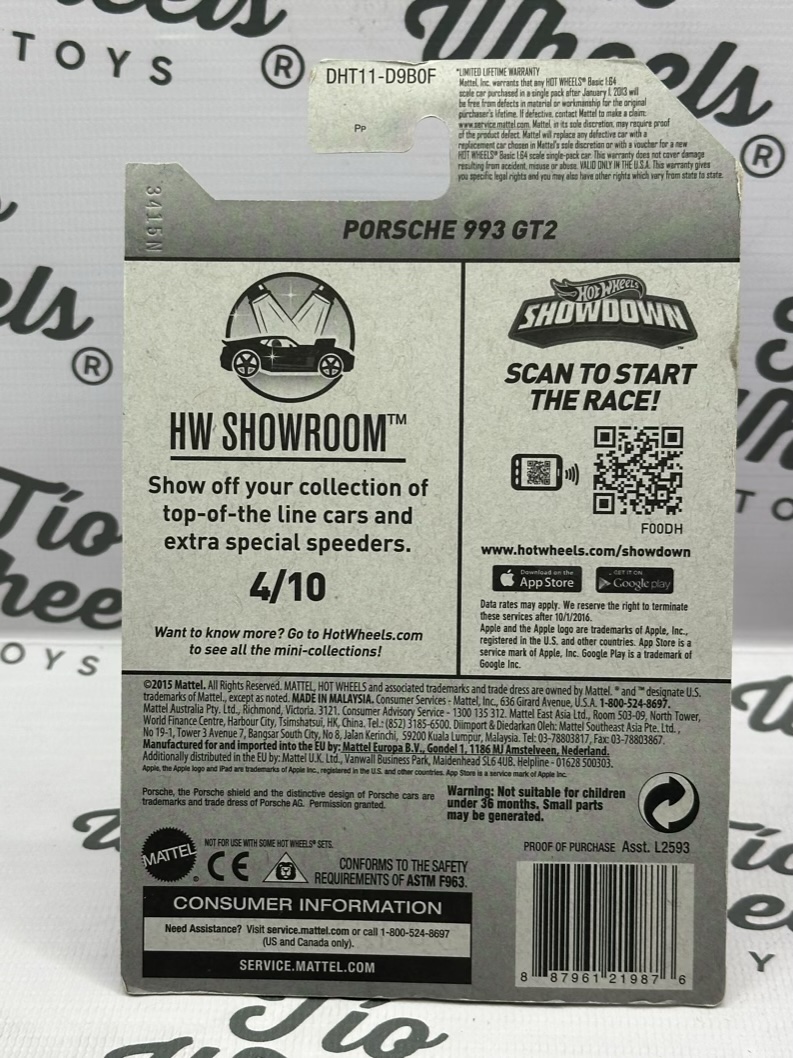 TOYS
®
Wheels
DHT11-D9B0F
Pp
*LIMITED LIFETIME WARRANTY
Mattel, Inc. warrants that any HOT WHEELS® Basic 1:64
scale car purchased in a single pack after January 1, 2013 will
be free from defects in material or workmanship for the original
purchaser's lifetime. If defective, contact Mattel to make a claim:
www.service.mattel.com. Mattel, in its sole discretion, may require proof
of the product defect. Mattel will replace any defective car with a
replacement car chosen in Mattel's sole discretion or with a voucher for a new
HOT WHEELS® Basic 1:64 scale single-pack car. This warranty does not cover damage
resulting from accident, misuse or abuse. VALID ONLY IN THE U.S.A. This warranty gives
you specific legal rights and you may also have other rights which vary from state to state.
®
3415N
PORSCHE 993 GT2
HW SHOWROOM™
Show off your collection of
top-of-the line cars and
extra special speeders.
4/10
Want to know more? Go to HotWheels.com
to see all the mini-collections!
HOT WHEELS
SHOWDOWN™
SCAN TO START
THE RACE!
F00DH
www.hotwheels.com/showdown
Download on the
App Store
GET IT ON
Google play
Data rates may apply. We reserve the right to terminate
these services after 10/1/2016.
Apple and the Apple logo are trademarks of Apple, Inc.,
registered in the U.S. and other countries. App Store is a
service mark of Apple, Inc. Google Play is a trademark of
Google Inc.
©2015 Mattel. All Rights Reserved. MATTEL, HOT WHEELS and associated trademarks and trade dress are owned by Mattel. ® and ™ designate U.S.
trademarks of Mattel, except as noted. MADE IN MALAYSIA. Consumer Services - Mattel, Inc., 636 Girard Avenue, U.S.A. 1-800-524-8697.
Mattel Australia Pty. Ltd., Richmond, Victoria. 3121. Consumer Advisory Service - 1300 135 312. Mattel East Asia Ltd., Room 503-09, North Tower,
World Finance Centre, Harbour City, Tsimshatsui, HK, China. Tel.: (852) 3185-6500. Diimport & Diedarkan Oleh: Mattel Southeast Asia Pte. Ltd.,
No 19-1, Tower 3 Avenue 7, Bangsar South City, No 8, Jalan Kerinchi, 59200 Kuala Lumpur, Malaysia. Tel: 03-78803817, Fax: 03-78803867.
Manufactured for and imported into the EU by: Mattel Europa B.V., Gondel 1, 1186 MJ Amstelveen, Nederland.
Additionally distributed in the EU by: Mattel U.K. Ltd., Vanwall Business Park, Maidenhead SL6 4UB. Helpline - 01628 500303.
Apple, the Apple logo and iPad are trademarks of Apple Inc., registered in the U.S. and other countries. App Store is a service mark of Apple Inc.
Porsche, the Porsche shield and the distinctive design of Porsche cars are
trademarks and trade dress of Porsche AG. Permission granted.
Warning: Not suitable for children
under 36 months. Small parts
may be generated.
MATTEL
NOT FOR USE WITH SOME HOT WHEELS® SETS.
CE
CONFORMS TO THE SAFETY
REQUIREMENTS OF ASTM F963.
PROOF OF PURCHASE Asst. L2593
CONSUMER INFORMATION
Need Assistance? Visit service.mattel.com or call 1-800-524-8697
(US and Canada only).
SERVICE.MATTEL.COM
8 87961 21987 6
®
Tío
OYS
Tío